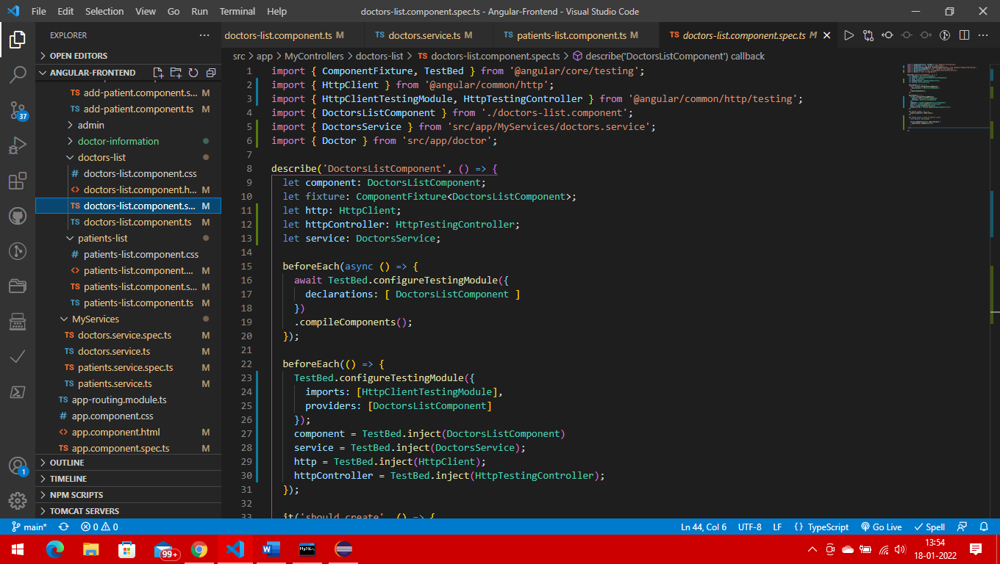 File Edit Selection View Go Run Terminal Help doctors-list.component.spec.ts - Angular-Frontend - Visual Studio Code
EXPLORER
doctors-list.component.ts M TS doctors.service.ts M TS patients-list.component.ts M TS doctors-list.component.spec.ts M
src > app > MyControllers > doctors-list > TS doctors-list.component.spec.ts > describe('DoctorsListComponent') callback
OPEN EDITORS
ANGULAR-FRONTEND
TS add-patient.component.s... M
TS add-patient.component.ts M
admin
doctor-information
doctors-list
# doctors-list.component.css
<> doctors-list.component.h... M
TS doctors-list.component.s... M
TS doctors-list.component.ts M
patients-list
# patients-list.component.css
<> patients-list.component.... M
TS patients-list.component.s... M
TS patients-list.component.ts M
MyServices
TS doctors.service.spec.ts M
TS doctors.service.ts M
TS patients.service.spec.ts M
TS patients.service.ts M
TS app-routing.module.ts
# app.component.css
<> app.component.html M
TS app.component.spec.ts M
OUTLINE
TIMELINE
NPM SCRIPTS
TOMCAT SERVERS
37
1
1 import { ComponentFixture, TestBed } from '@angular/core/testing';
2 import { HttpClient } from '@angular/common/http';
3 import { HttpClientTestingModule, HttpTestingController } from '@angular/common/http/testing';
4 import { DoctorsListComponent } from './doctors-list.component';
5 import { DoctorsService } from 'src/app/MyServices/doctors.service';
6 import { Doctor } from 'src/app/doctor';
7
8 describe('DoctorsListComponent', () => {
9 let component: DoctorsListComponent;
10 let fixture: ComponentFixture<DoctorsListComponent>;
11 let http: HttpClient;
12 let httpController: HttpTestingController;
13 let service: DoctorsService;
14
15 beforeEach(async () => {
16 await TestBed.configureTestingModule({
17 declarations: [ DoctorsListComponent ]
18 })
19 .compileComponents();
20 });
21
22 beforeEach(() => {
23 TestBed.configureTestingModule({
24 imports: [HttpClientTestingModule],
25 providers: [DoctorsListComponent]
26 });
27 component = TestBed.inject(DoctorsListComponent)
28 service = TestBed.inject(DoctorsService);
29 http = TestBed.inject(HttpClient);
30 httpController = TestBed.inject(HttpTestingController);
31 });
32
33 it('should create', () => {
main* 0 0 Ln 44, Col 6 UTF-8 LF {} TypeScript Go Live Spell
99+ W MySQL 13:54
18-01-2022